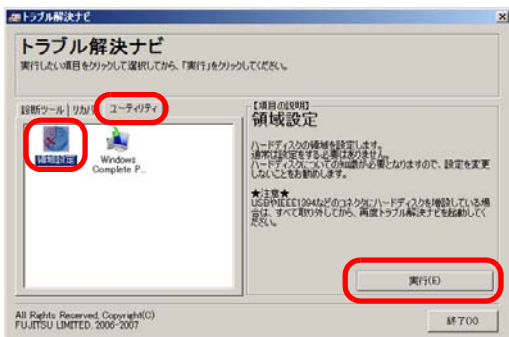 トラブル解決ナビ
トラブル解決ナビ
実行したい項目をクリックして選択してから、「実行」をクリックしてください。
診断ツール
ユーティリティ
領域設定
Windows
Complete P...
【項目の説明】
領域設定
ハードディスクの領域を設定します。
通常は設定をする必要はありません。
ハードディスクについての知識が必要となりますので、設定を変更
しないことをお勧めします。
★注意★
USBやIEEE1394などのコネクタにハードディスクを増設している場
合は、すべて取り外してから、再度トラブル解決ナビを起動してく
ださい。
実行(E)
All Rights Reserved, Copyright(C)
FUJITSU LIMITED. 2006-2007
終了(X)